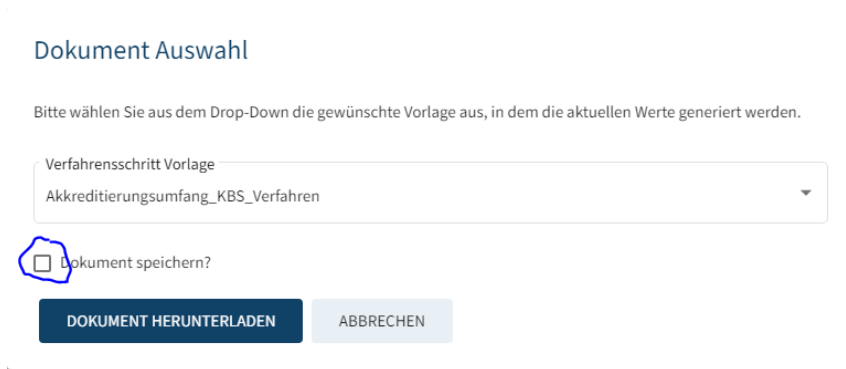 Dokument Auswahl
Bitte wählen Sie aus dem Drop-Down die gewünschte Vorlage aus, in dem die aktuellen Werte generiert werden.
Verfahrensschritt Vorlage
Akkreditierungsumfang_KBS_Verfahren
Dokument speichern?
DOKUMENT HERUNTERLADEN ABBRECHEN